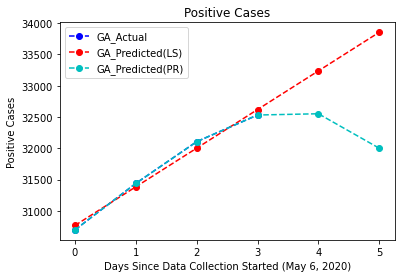 Positive Cases
34000
33500
33000
32500
32000
31500
31000
Positive Cases
GA_Actual
GA_Predicted(LS)
GA_Predicted(PR)
0 1 2 3 4 5
Days Since Data Collection Started (May 6, 2020)